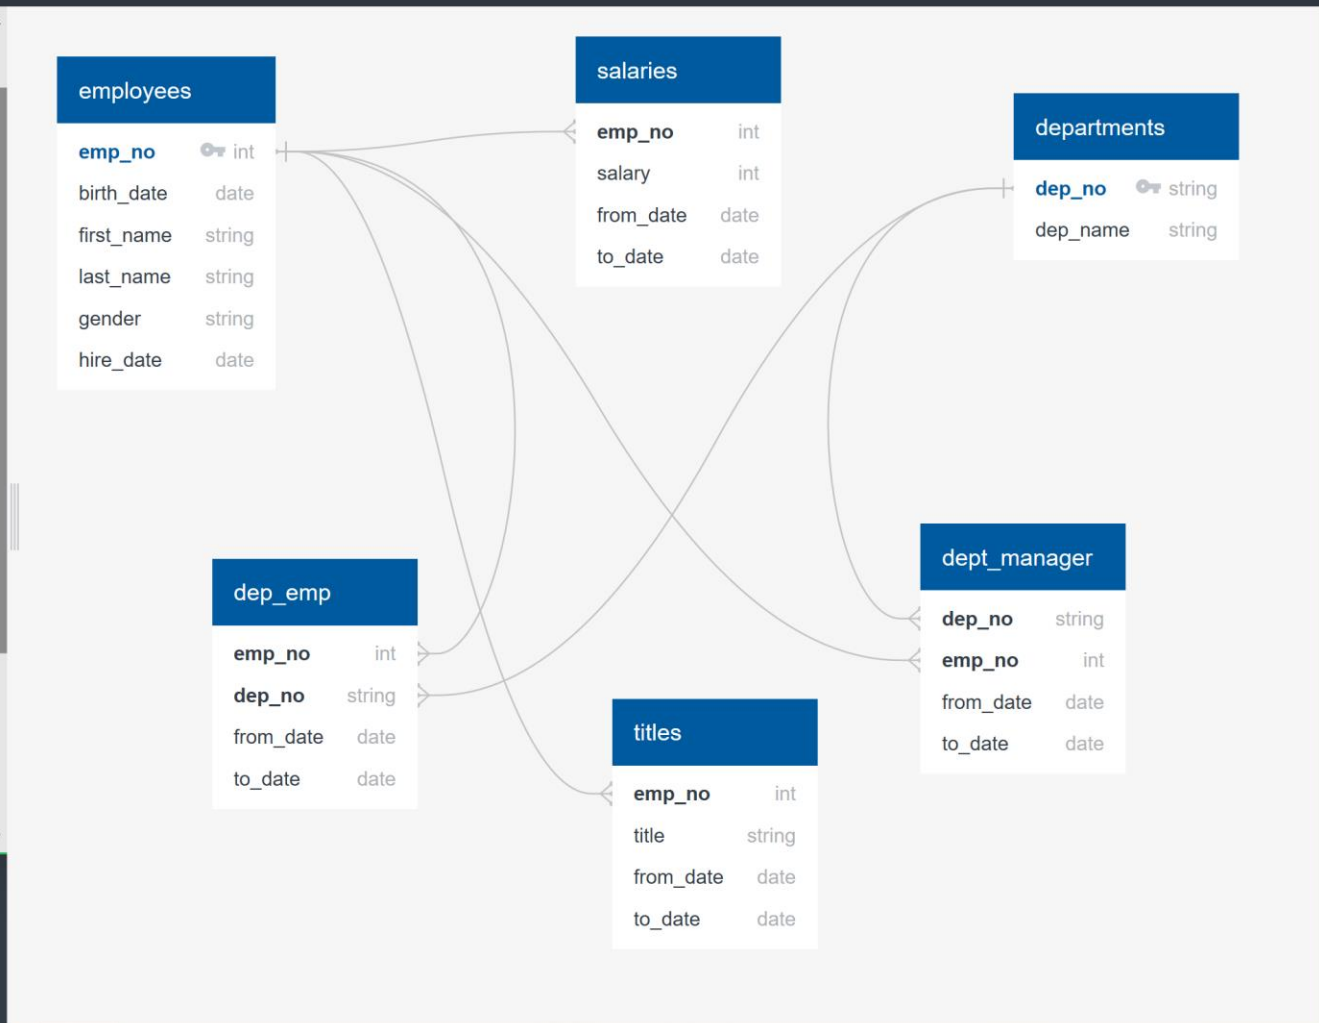 employees
emp_no int
birth_date date
first_name string
last_name string
gender string
hire_date date
salaries
emp_no int
salary int
from_date date
to_date date
departments
dep_no string
dep_name string
dep_emp
emp_no int
dep_no string
from_date date
to_date date
titles
emp_no int
title string
from_date date
to_date date
dept_manager
dep_no string
emp_no int
from_date date
to_date date